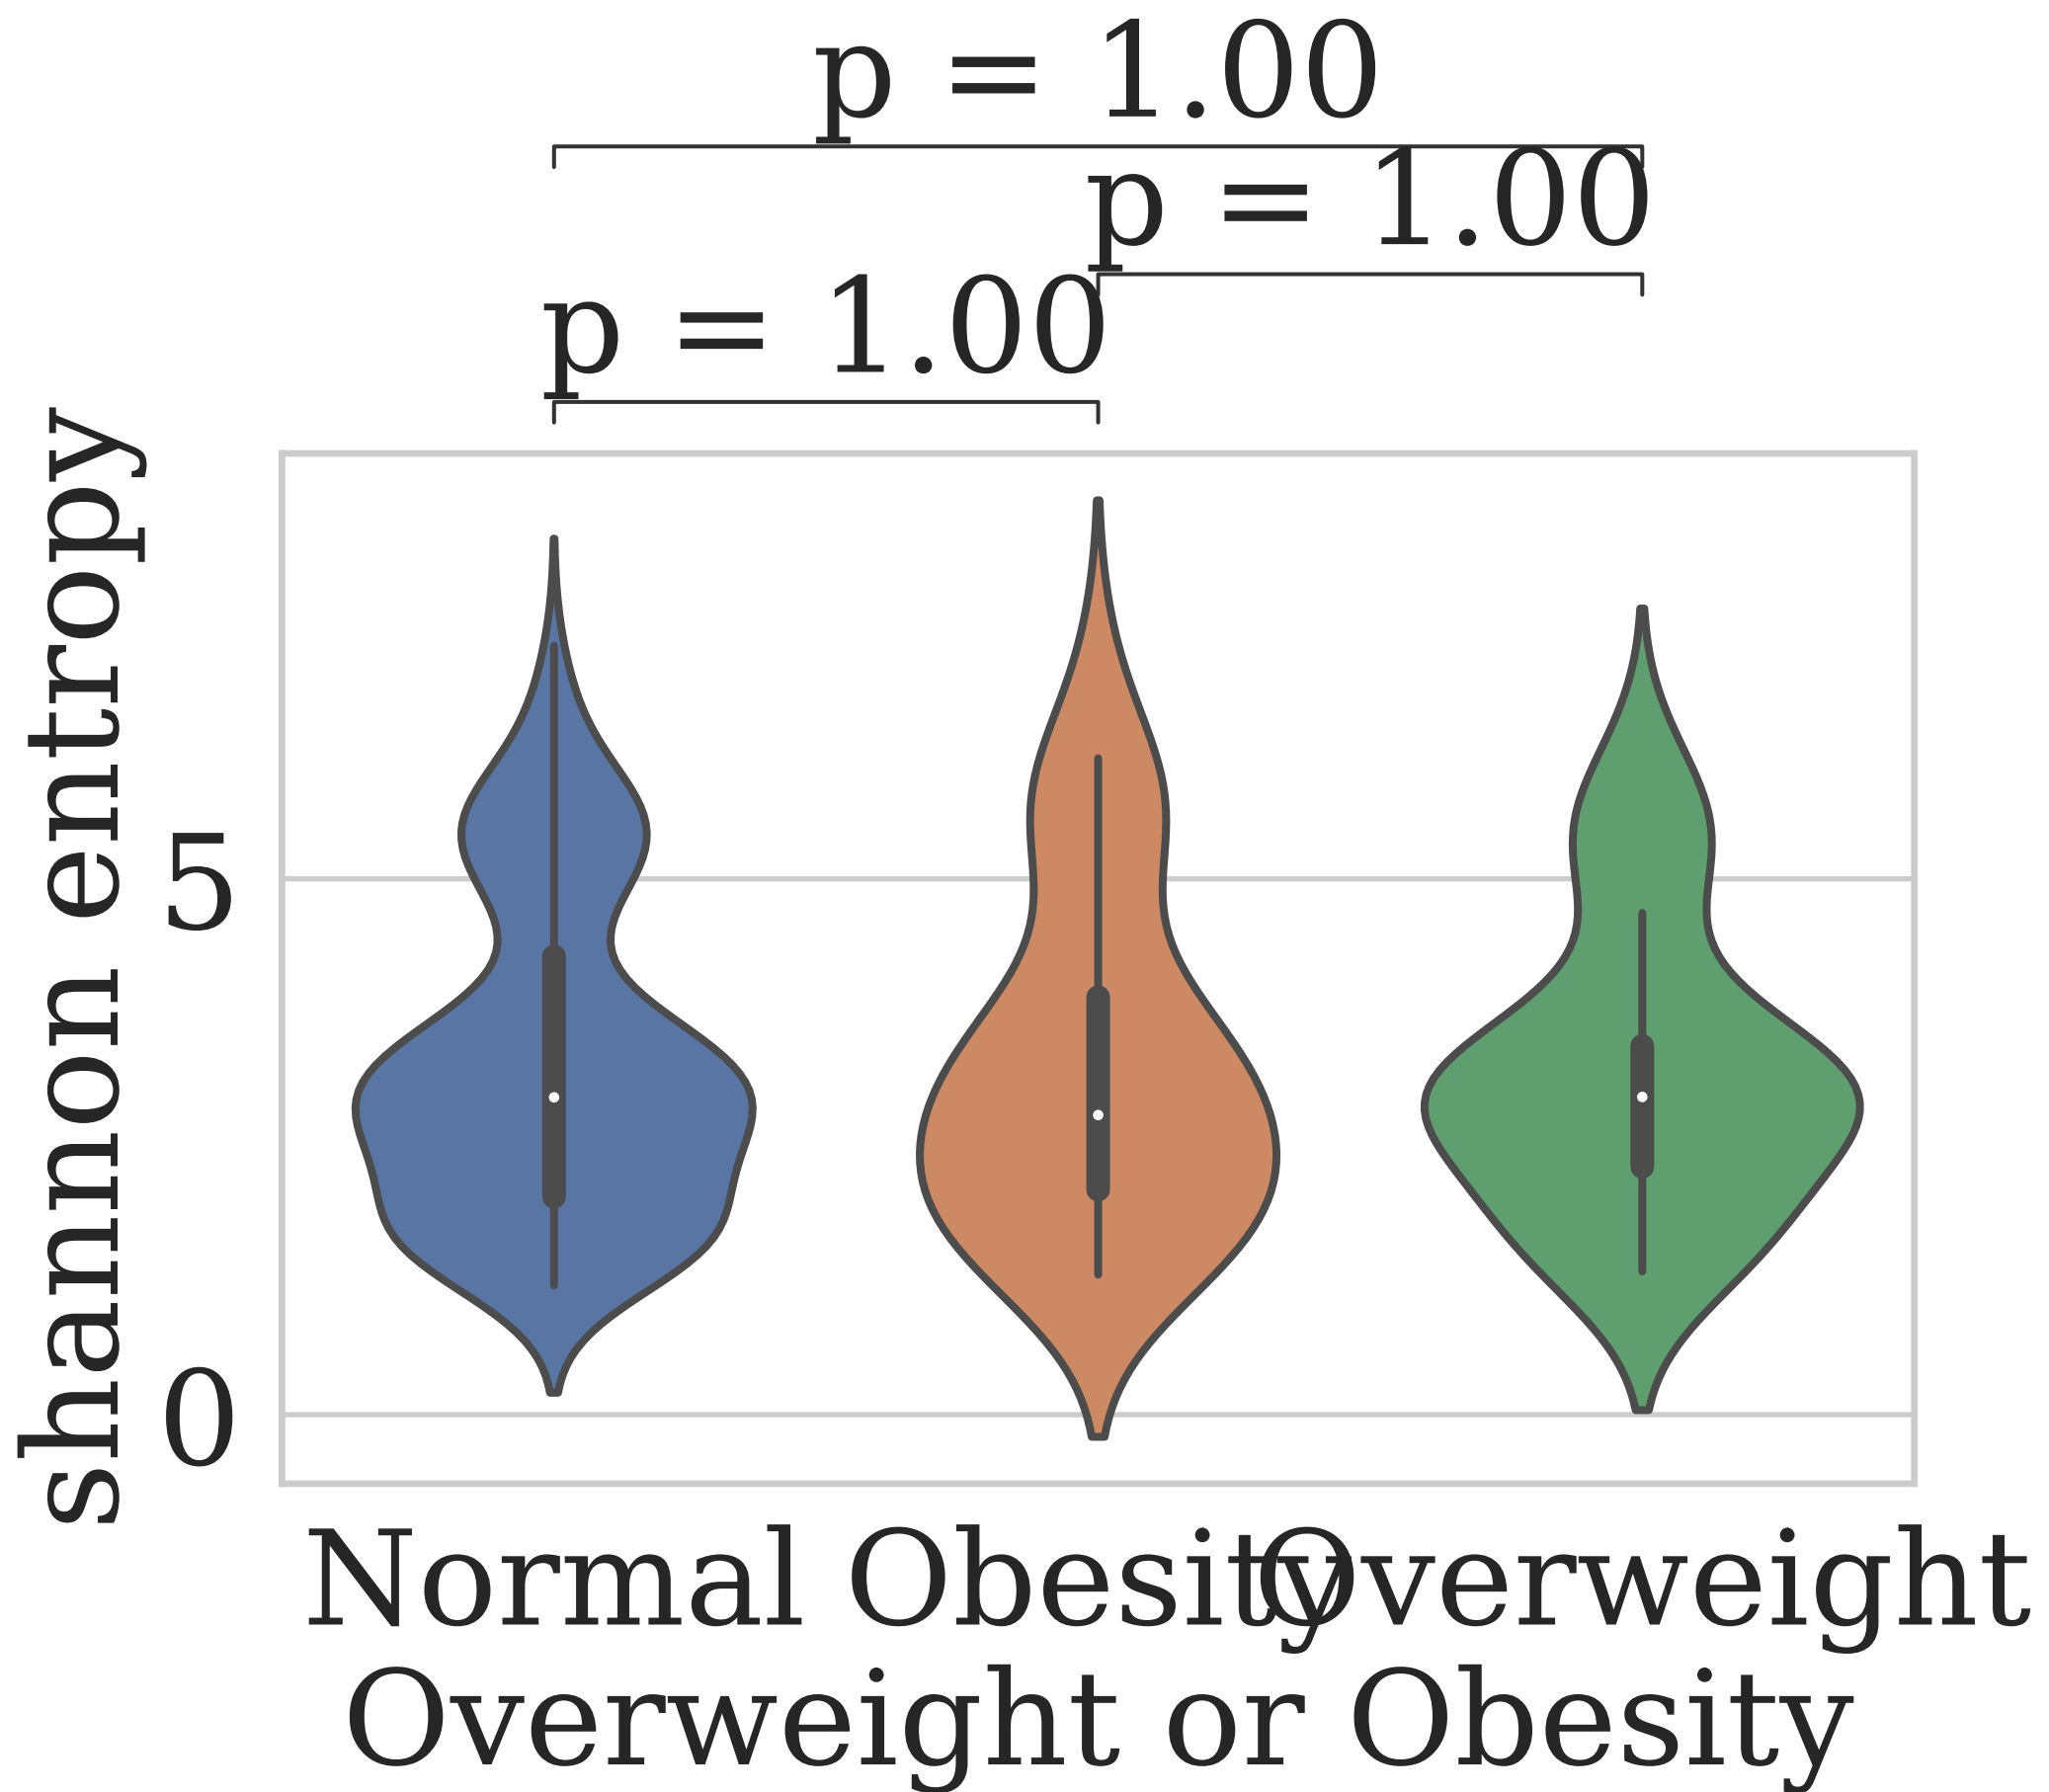 p = 1.00
p = 1.00
p = 1.00
shannon entropy
5
0
Normal Obesity Overweight
Overweight or Obesity